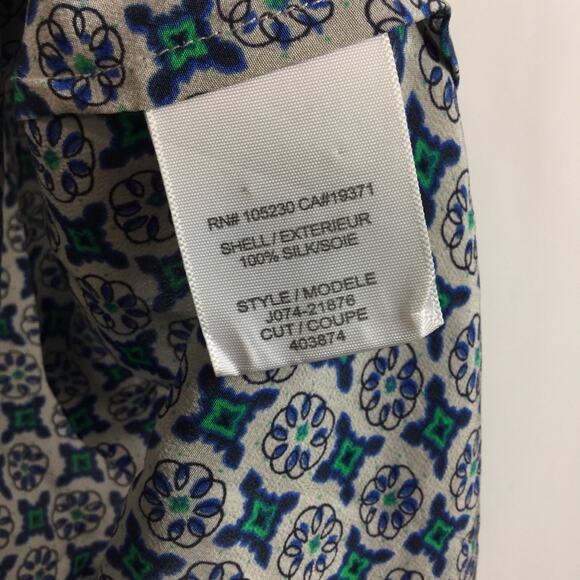 RN# 105230 CA#19371
SHELL/EXTERIEUR
100% SILK/SOIE
STYLE / MODELE
J074-21876
CUT / COUPE
403874